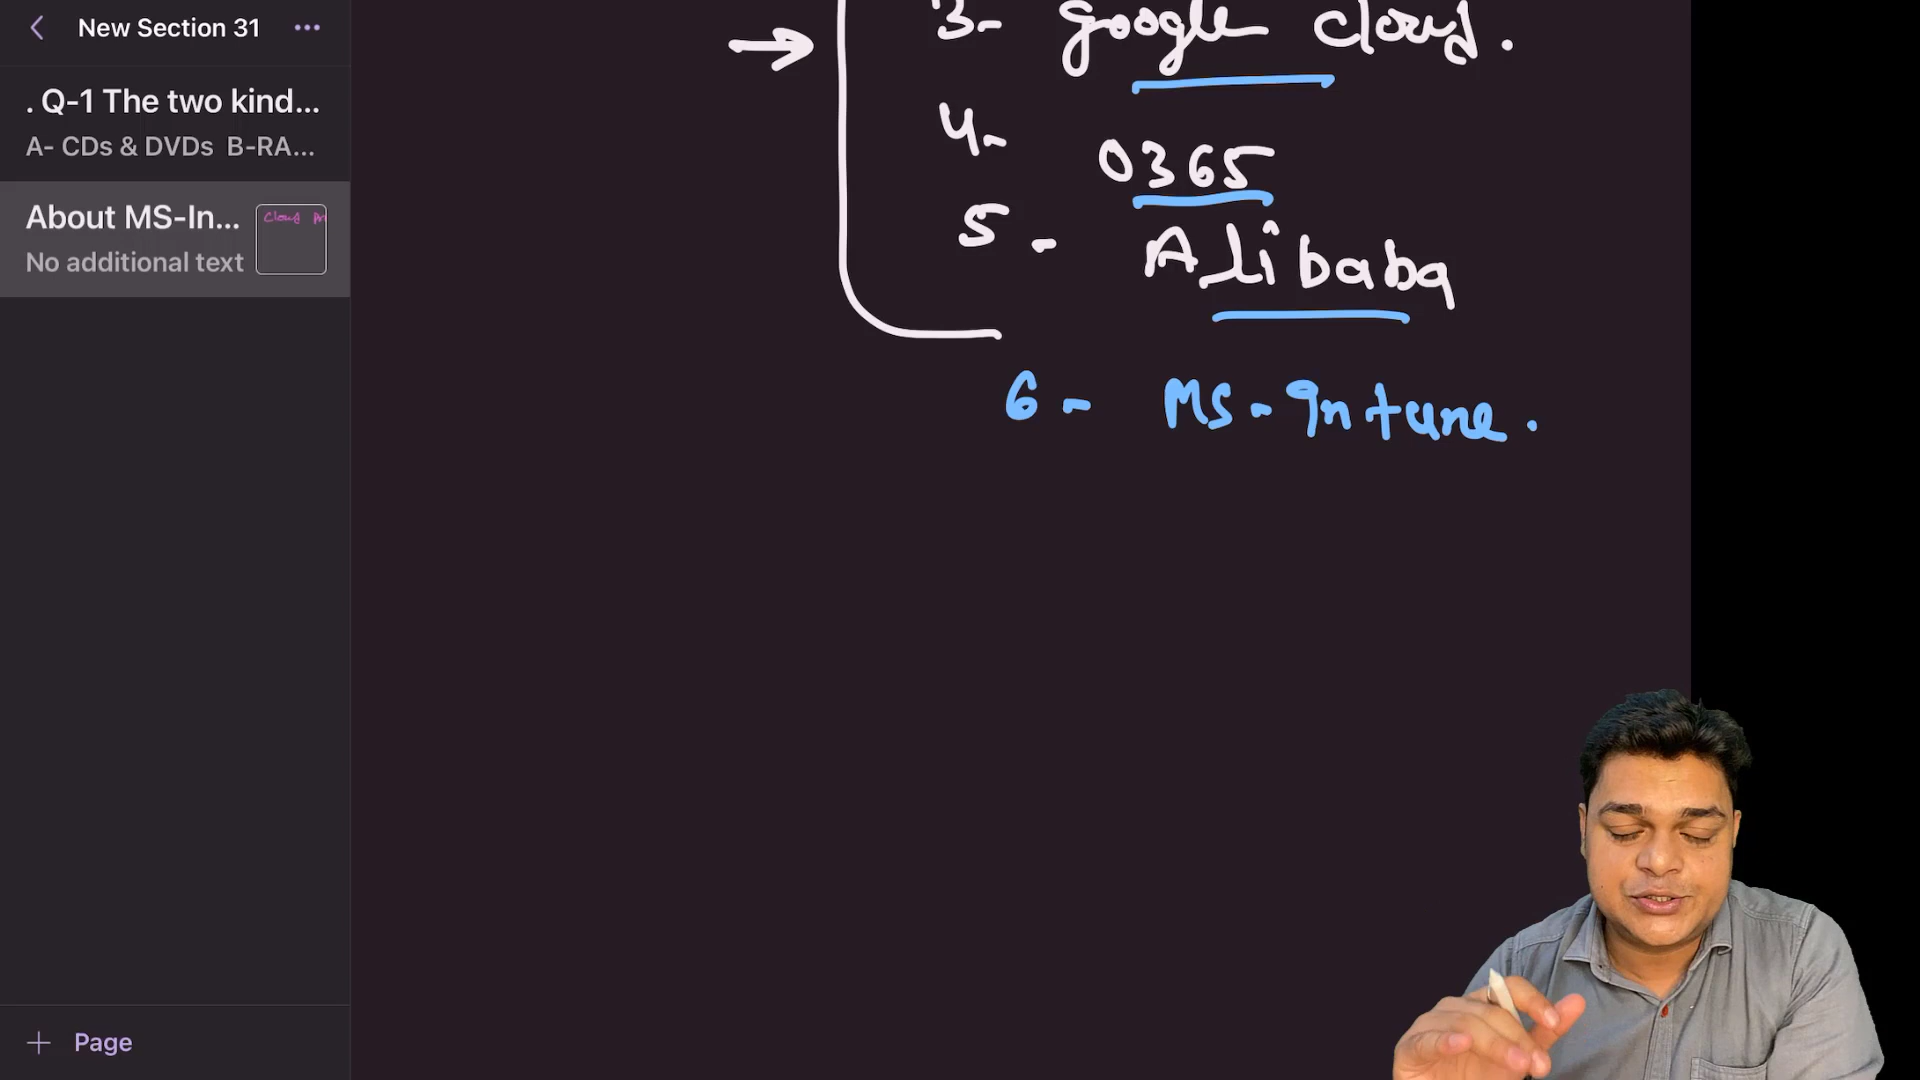 New Section 31
. Q-1 The two kind...
A- CDs & DVDs B-RA...
About MS-In...
No additional text
Cloud Pr
Page
3- google cloud.
4- O365
5- Alibaba
6- MS-Intune.